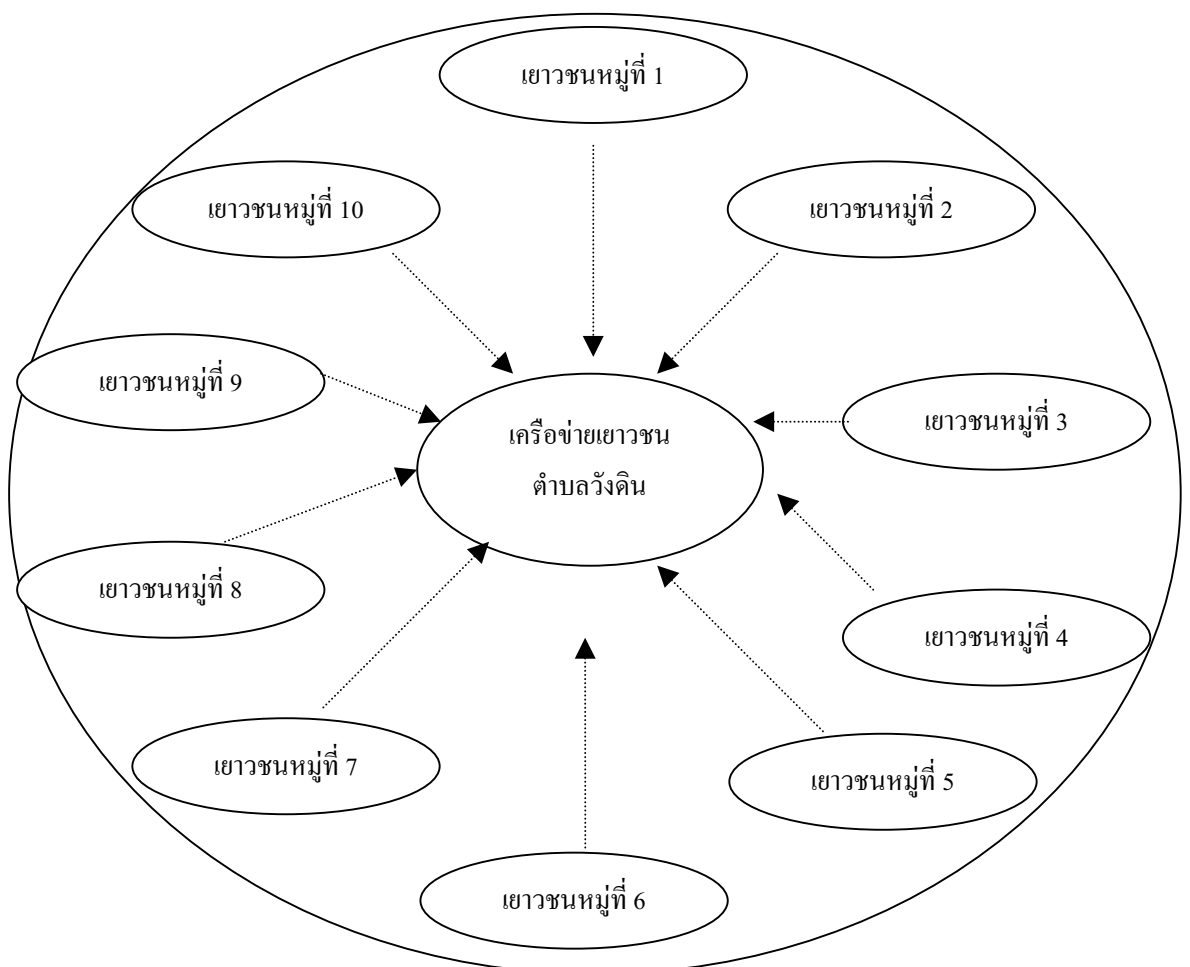 เยาวชนหมู่ที่ 1
เยาวชนหมู่ที่ 10
เยาวชนหมู่ที่ 2
เยาวชนหมู่ที่ 9
เยาวชนหมู่ที่ 3
เครือข่ายเยาวชน
ตำบลวังดิน
เยาวชนหมู่ที่ 8
เยาวชนหมู่ที่ 4
เยาวชนหมู่ที่ 7
เยาวชนหมู่ที่ 5
เยาวชนหมู่ที่ 6